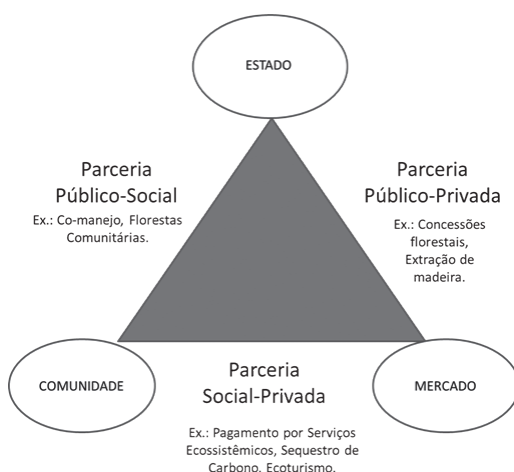 ESTADO
Parceria
Público-Social
Ex.: Co-manejo, Florestas
Comunitárias.
Parceria
Público-Privada
Ex.: Concessões
florestais,
Extração de
madeira.
COMUNIDADE
Parceria
Social-Privada
MERCADO
Ex.: Pagamento por Serviços
Ecossistêmicos, Sequestro de
Carbono, Ecoturismo.